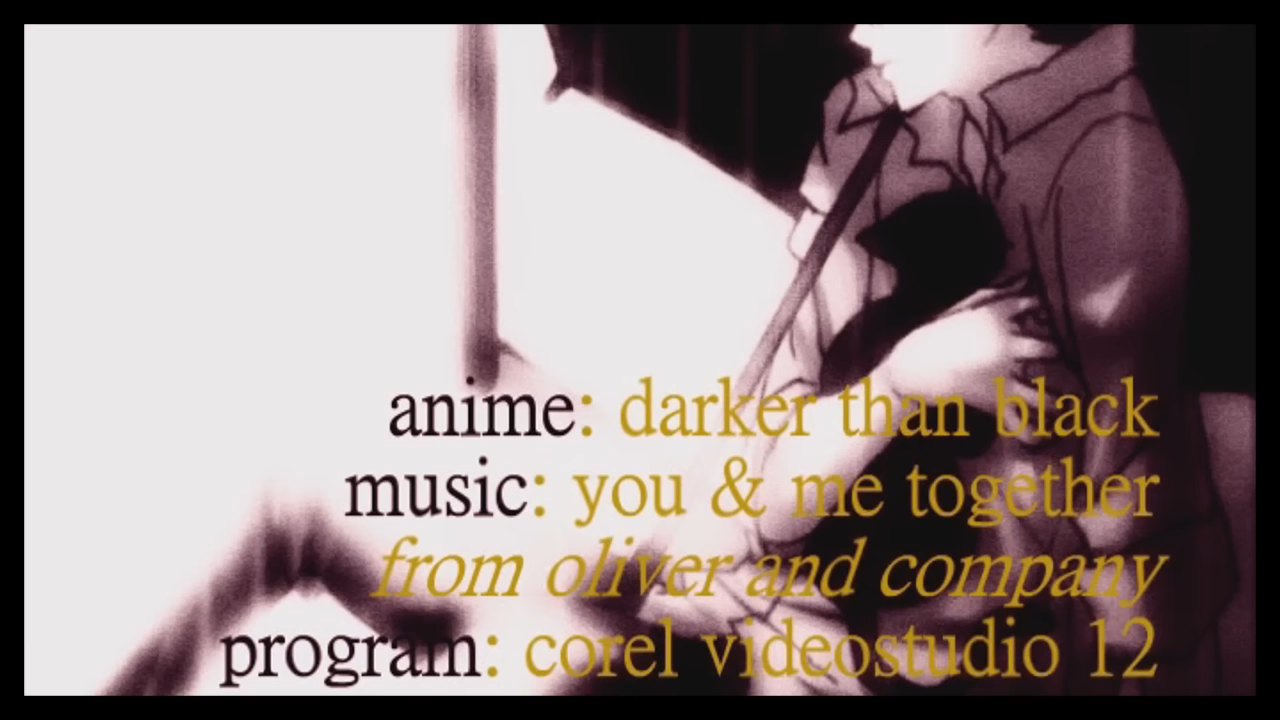 anime: darker than black
music: you & me together
from oliver and company
program: corel videostudio 12